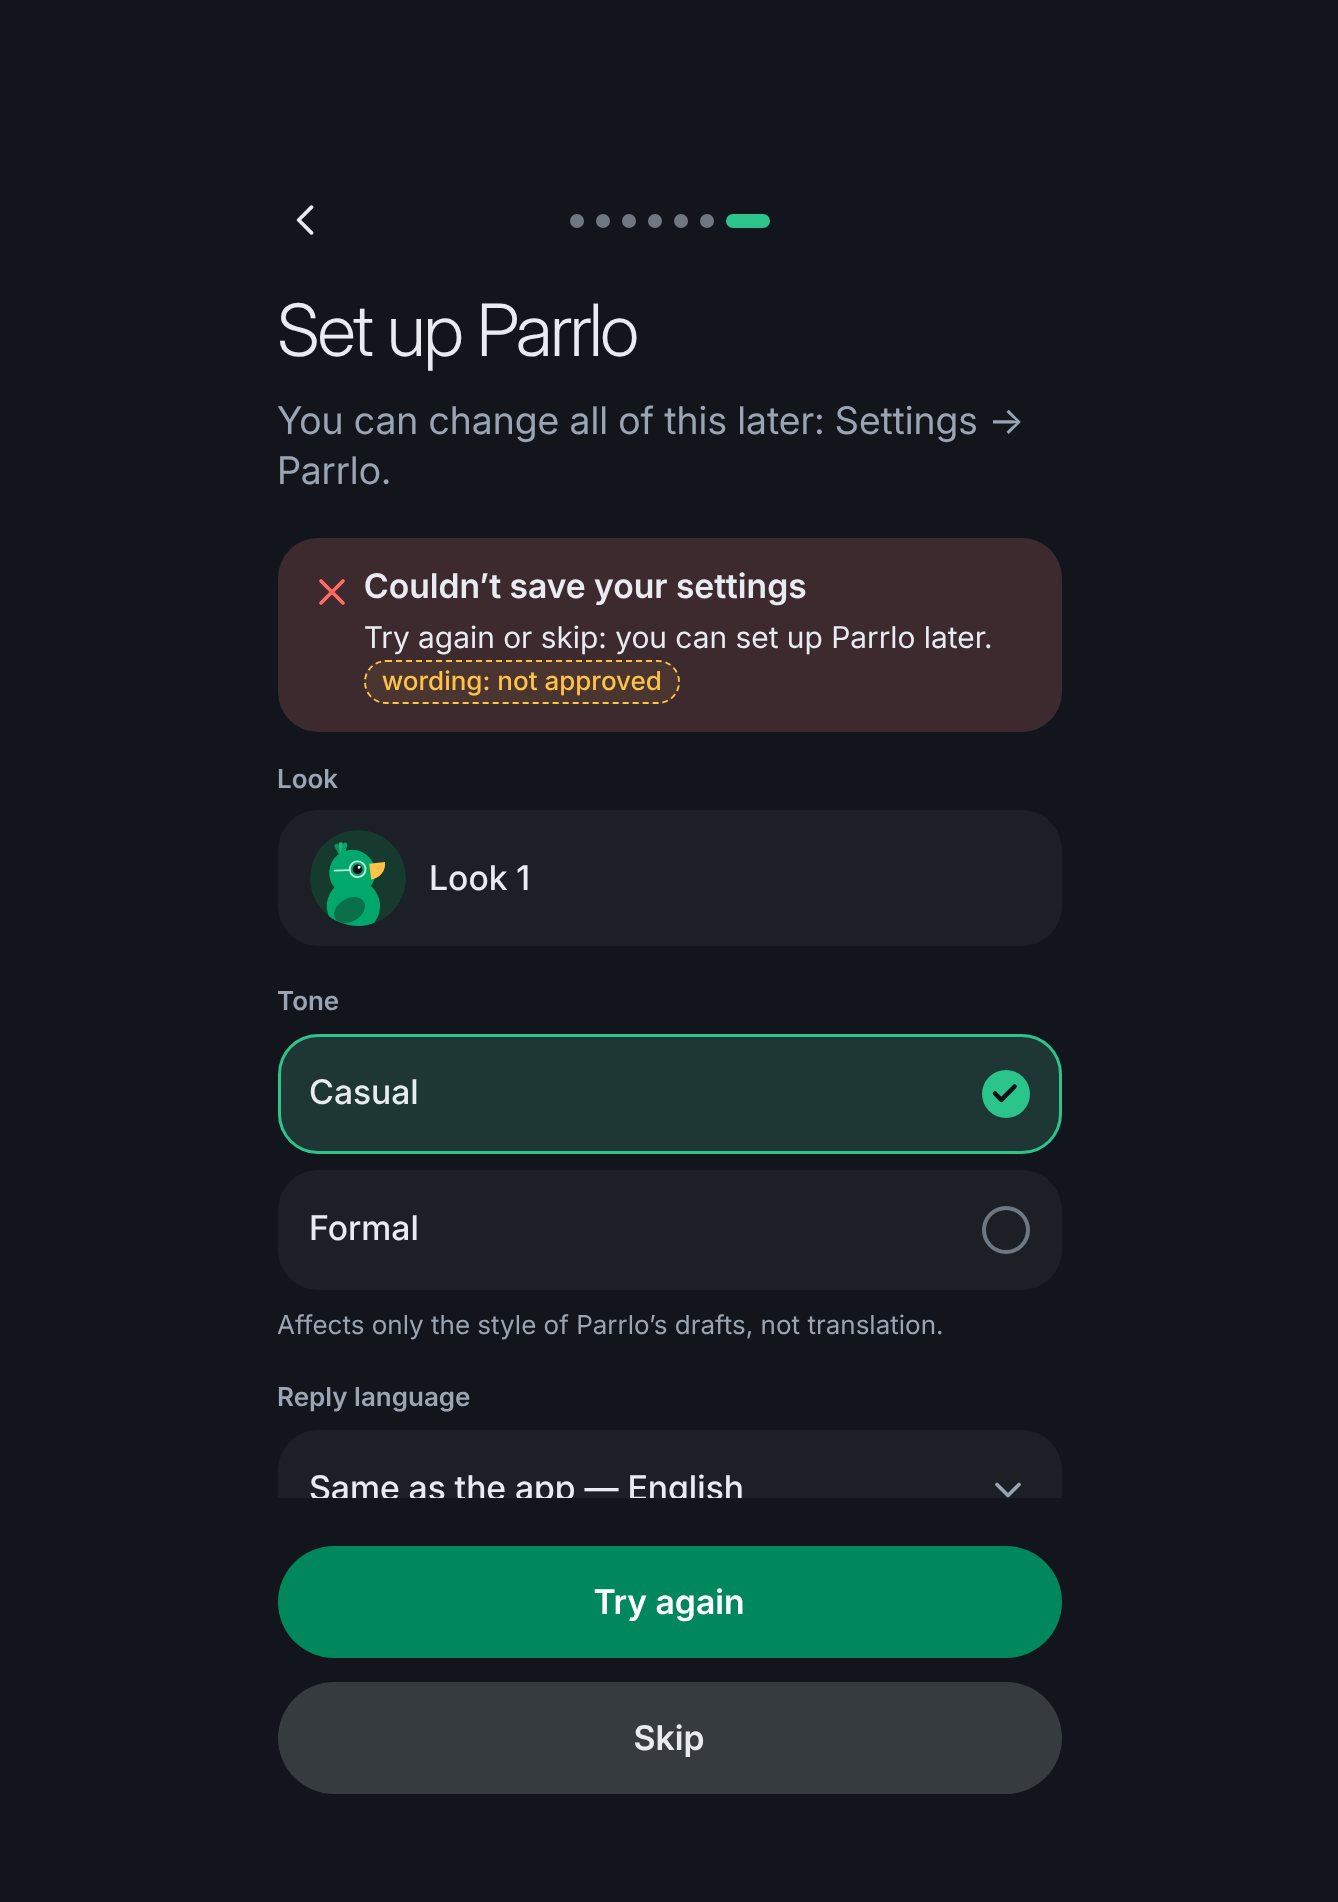 Set up Parrlo
You can change all of this later: Settings →
Parrlo.
Couldn’t save your settings
Try again or skip: you can set up Parrlo later.
wording: not approved
Look
Look 1
Tone
Casual
Formal
Affects only the style of Parrlo’s drafts, not translation.
Reply language
Same as the app — English
Try again
Skip